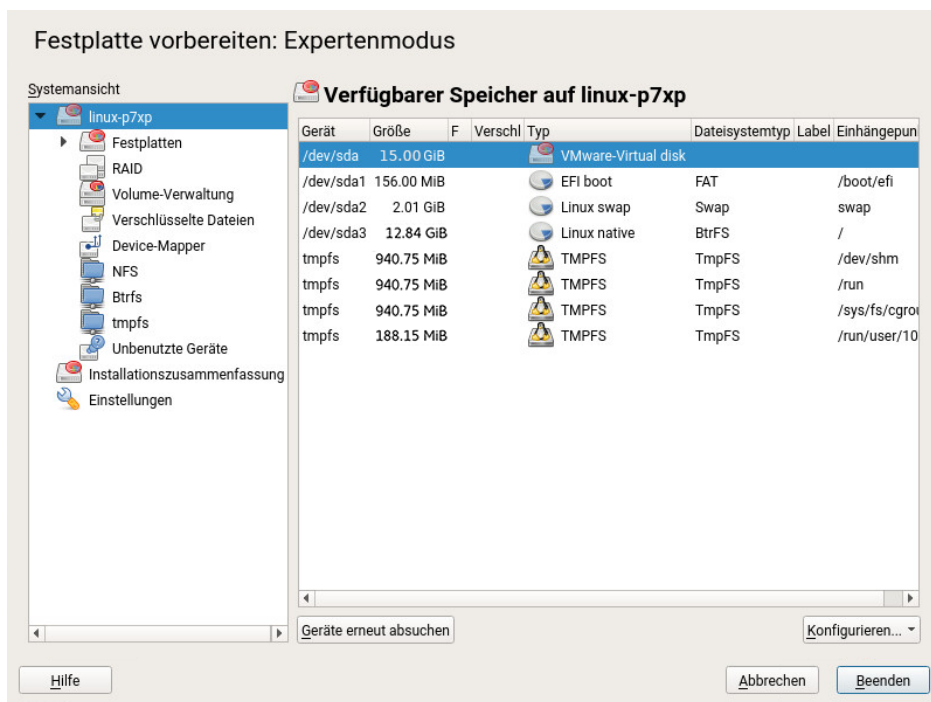 Festplatte vorbereiten: Expertenmodus
Systemansicht
linux-p7xp
Festplatten
RAID
Volume-Verwaltung
Verschlüsselte Dateien
Device-Mapper
NFS
Btrfs
tmpfs
Unbenutzte Geräte
Installationszusammenfassung
Einstellungen
Verfügbarer Speicher auf linux-p7xp
Gerät Größe F Verschl Typ Dateisystemtyp Label Einhängepun
/dev/sda 15.00 GiB VMware-Virtual disk
/dev/sda1 156.00 MiB EFI boot FAT /boot/efi
/dev/sda2 2.01 GiB Linux swap Swap swap
/dev/sda3 12.84 GiB Linux native BtrFS /
tmpfs 940.75 MiB TMPFS TmpFS /dev/shm
tmpfs 940.75 MiB TMPFS TmpFS /run
tmpfs 940.75 MiB TMPFS TmpFS /sys/fs/cgrou
tmpfs 188.15 MiB TMPFS TmpFS /run/user/10
Geräte erneut absuchen
Konfigurieren...
Hilfe
Abbrechen
Beenden